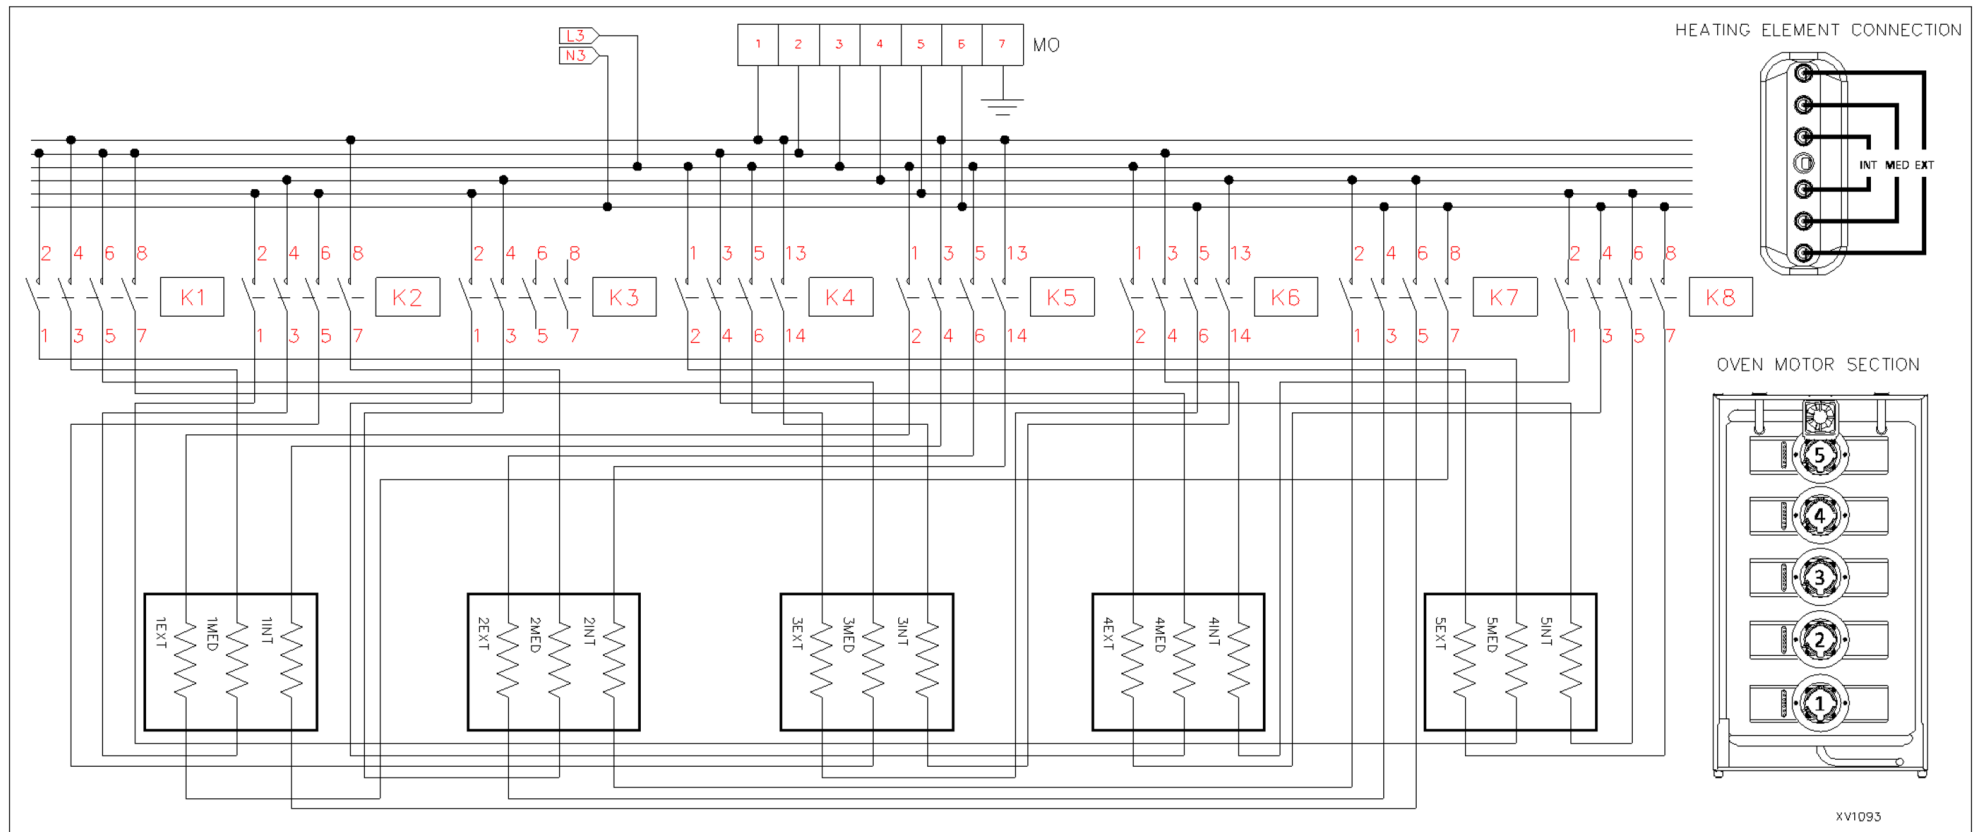 L3
N3
1 2 3 4 5 6 7 MO
HEATING ELEMENT CONNECTION
INT MED EXT
2 4 6 8 2 4 6 8 2 4 6 8 1 3 5 13 1 3 5 13 1 3 5 13 2 4 6 8 2 4 6 8
K1 K2 K3 K4 K5 K6 K7 K8
1 3 5 7 1 3 5 7 1 3 5 7 2 4 6 14 2 4 6 14 2 4 6 14 1 3 5 7 1 3 5 7
OVEN MOTOR SECTION
5
4
3
2
1
1EXT
1MED
1INT
2EXT
2MED
2INT
3EXT
3MED
3INT
4EXT
4MED
4INT
5EXT
5MED
5INT
XV1093